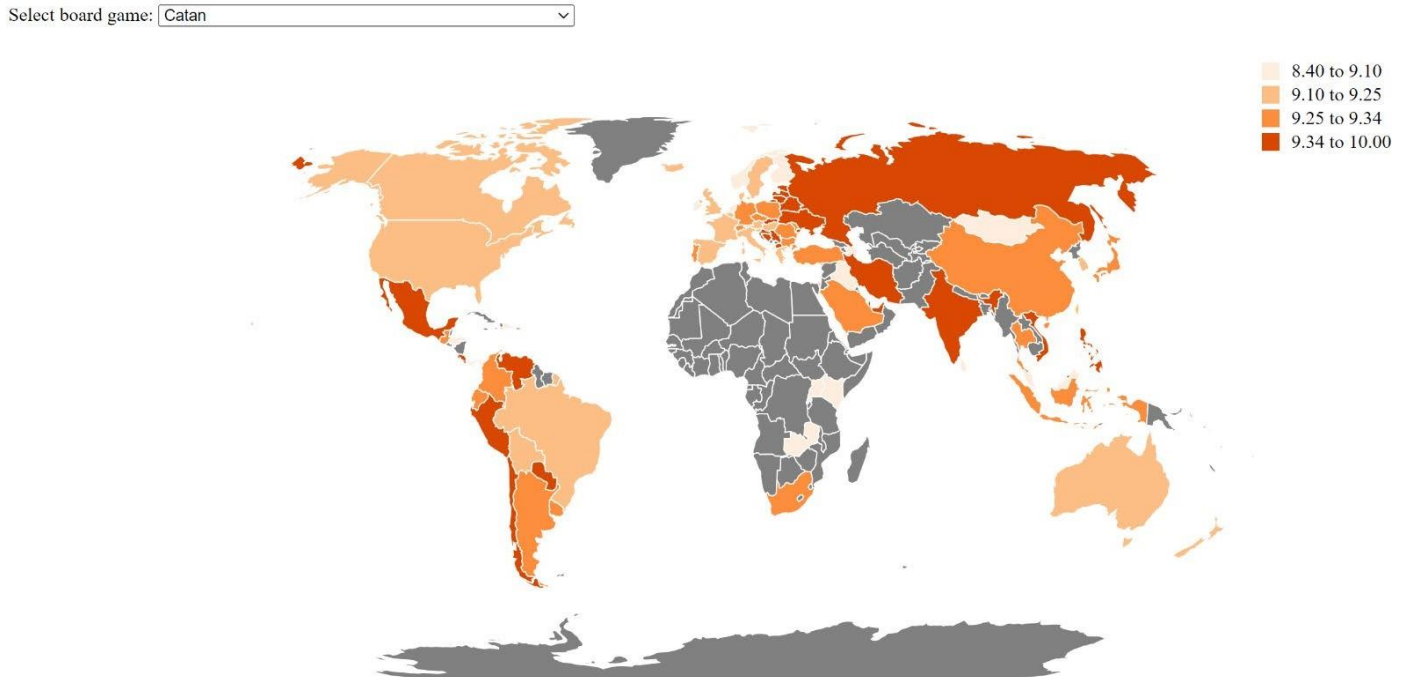 Select board game: Catan
8.40 to 9.10
9.10 to 9.25
9.25 to 9.34
9.34 to 10.00